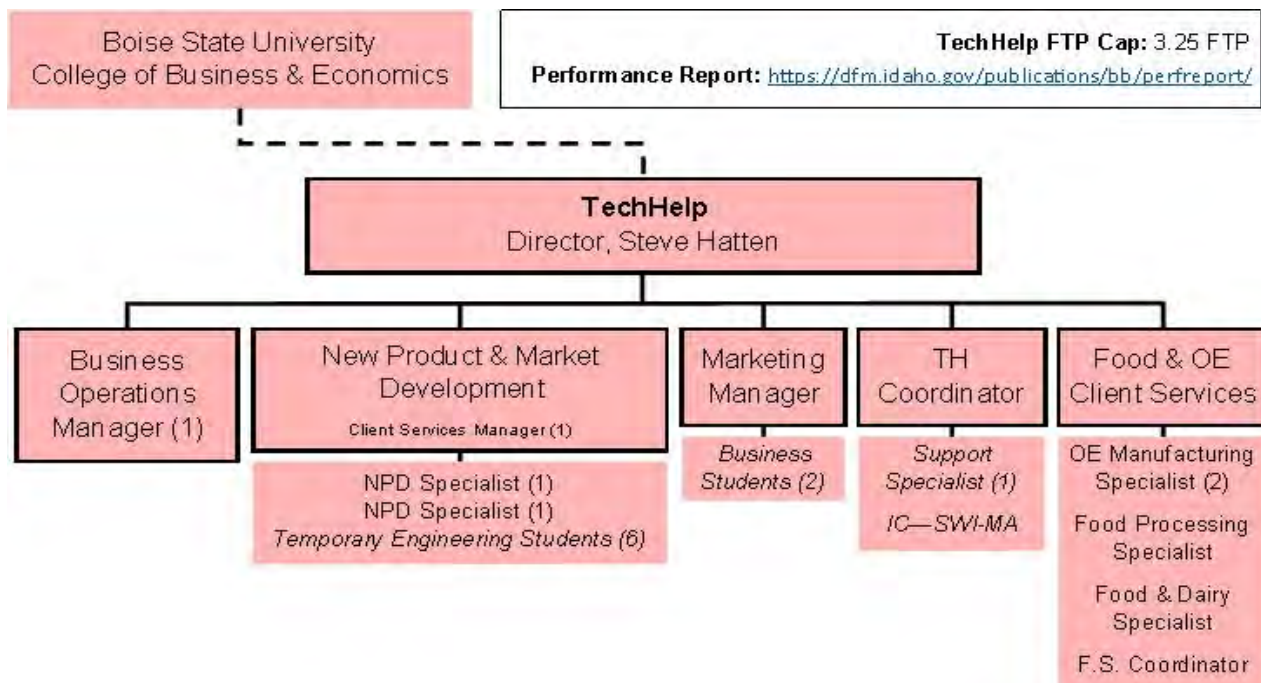 Boise State University
College of Business & Economics
TechHelp FTP Cap: 3.25 FTP
Performance Report: https://dfm.idaho.gov/publications/bb/perfreport/
TechHelp
Director, Steve Hatten
Business
Operations
Manager (1)
New Product & Market
Development
Client Services Manager (1)
NPD Specialist (1)
NPD Specialist (1)
Temporary Engineering Students (6)
Marketing
Manager
Business
Students (2)
TH
Coordinator
Support
Specialist (1)
IC—SWI-MA
Food & OE
Client Services
OE Manufacturing
Specialist (2)
Food Processing
Specialist
Food & Dairy
Specialist
F.S. Coordinator